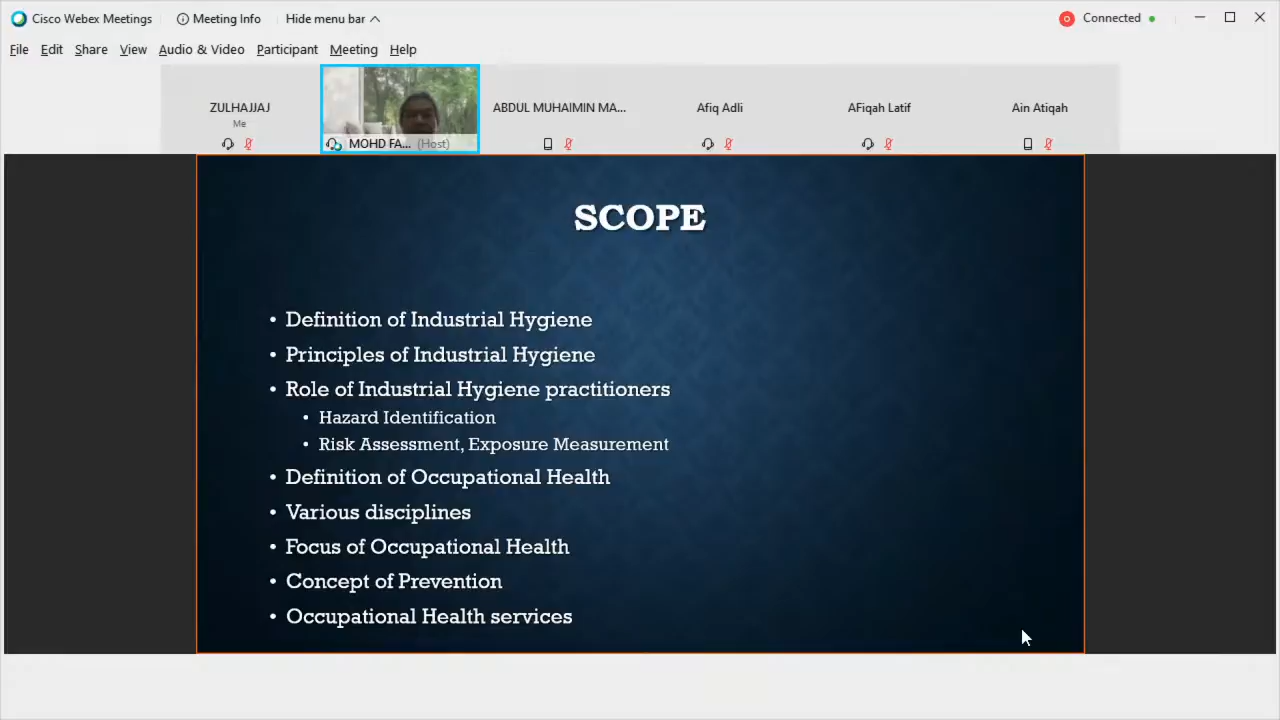 Cisco Webex Meetings
Meeting Info
Hide menu bar
Connected
File Edit Share View Audio & Video Participant Meeting Help
ZULHAJJAJ
Me
MOHD FA... (Host)
ABDUL MUHAIMIN MA...
Afiq Adli
AFiqah Latif
Ain Atiqah
SCOPE
• Definition of Industrial Hygiene
• Principles of Industrial Hygiene
• Role of Industrial Hygiene practitioners
• Hazard Identification
• Risk Assessment, Exposure Measurement
• Definition of Occupational Health
• Various disciplines
• Focus of Occupational Health
• Concept of Prevention
• Occupational Health services